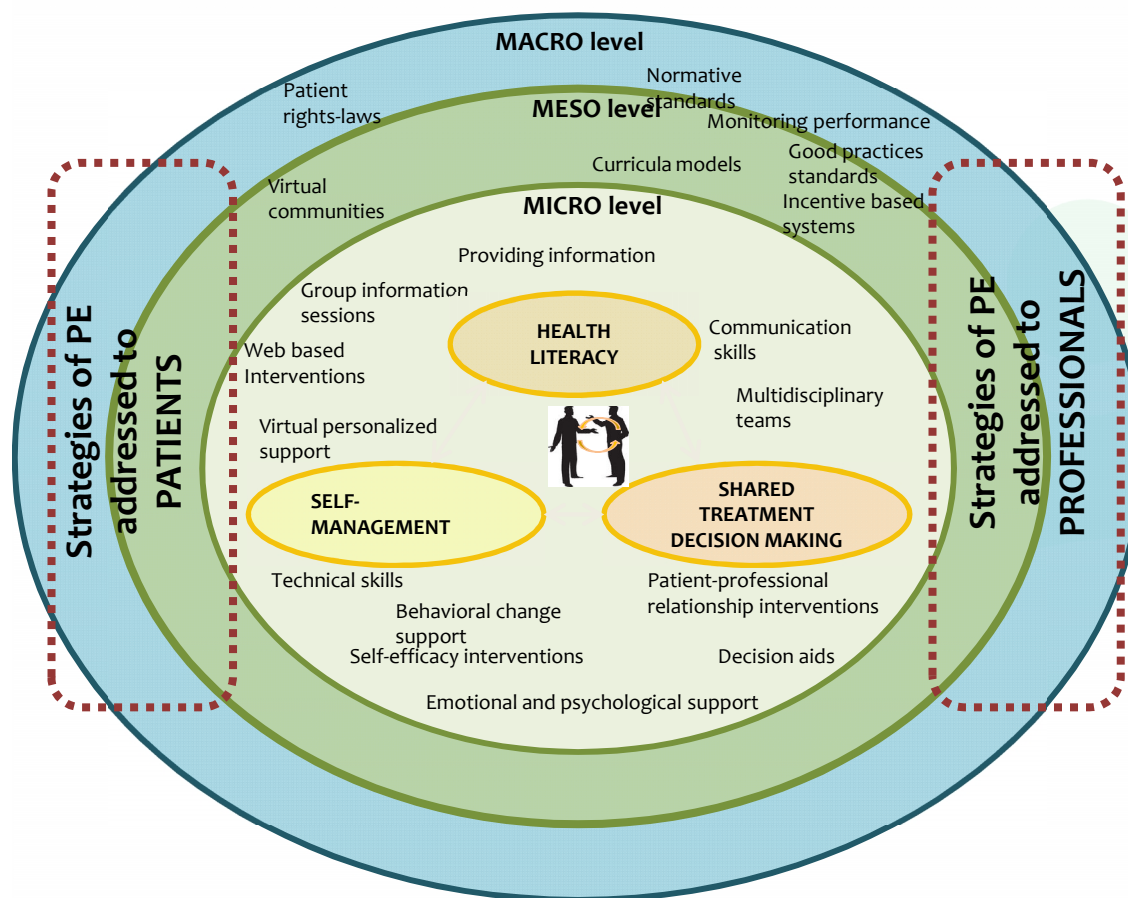 MACRO level
Patient
rights-laws
Normative
standards
MESO level
Monitoring performance
Curricula models
Good practices
standards
Virtual
communities
Incentive based
systems
MICRO level
Providing information
Group information
sessions
HEALTH
LITERACY
Communication
skills
Web based
Interventions
Multidisciplinary
teams
Virtual personalized
support
SELF-
MANAGEMENT
SHARED
TREATMENT
DECISION MAKING
Technical skills
Patient-professional
relationship interventions
Behavioral change
support
Self-efficacy interventions
Decision aids
Emotional and psychological support
Strategies of PE
addressed to
PATIENTS
Strategies of PE
addressed to
PROFESSIONALS